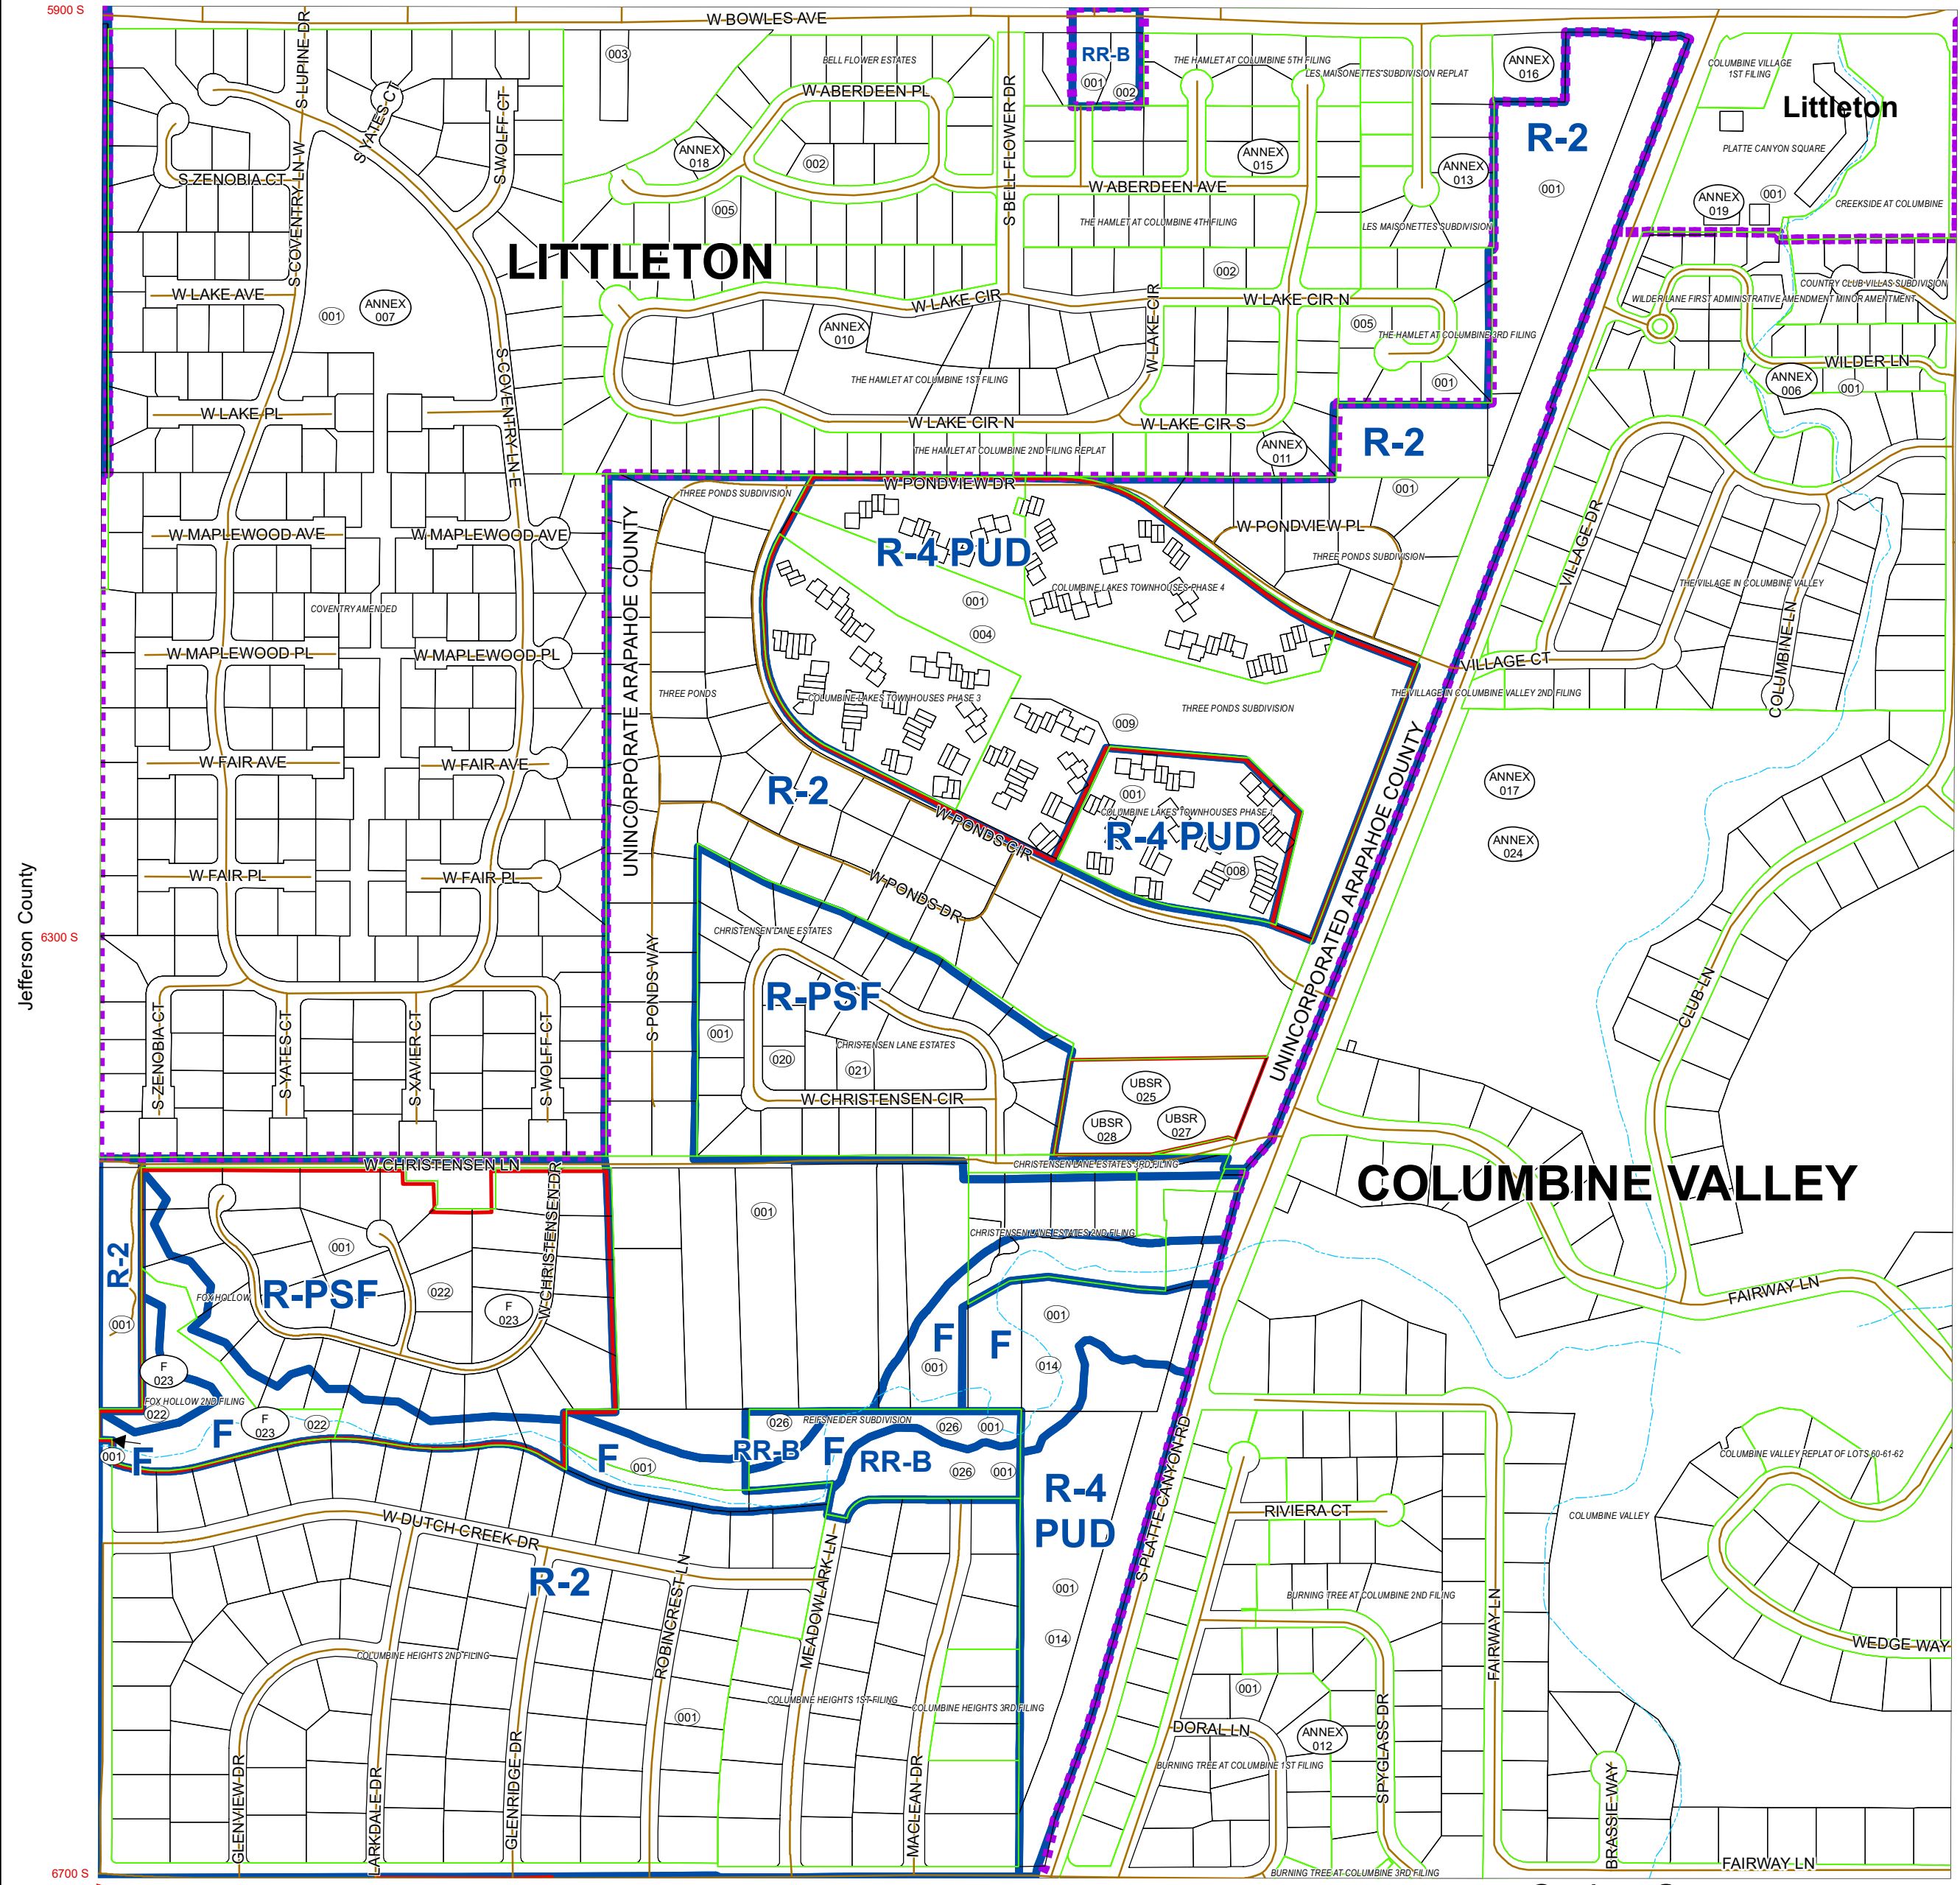 5900 S
W BOWLES AVE
S LUPINE DR
003
BELL FLOWER ESTATES
RR-B
001
002
THE HAMLET AT COLUMBINE 5TH FILING
LES MAISONETTES SUBDIVISION REPLAT
ANNEX
016
COLUMBINE VILLAGE
1ST FILING
Littleton
S YATES CT
S WOLFF CT
W ABERDEEN PL
S BELL FLOWER DR
R-2
PLATTE CANYON SQUARE
ANNEX
018
002
ANNEX
015
ANNEX
013
S ZENOBIA CT
S COVENTRY LN W
W ABERDEEN AVE
001
ANNEX
019
001
CREEKSIDE AT COLUMBINE
005
THE HAMLET AT COLUMBINE 4TH FILING
LES MAISONETTES SUBDIVISION
LITTLETON
002
W LAKE AVE
001
ANNEX
007
W LAKE CIR
W LAKE CIR
W LAKE CIR N
COUNTRY CLUB VILLAS SUBDIVISION
WILDER LANE FIRST ADMINISTRATIVE AMENDMENT MINOR AMENTMENT
ANNEX
010
005
THE HAMLET AT COLUMBINE 3RD FILING
WILDER LN
S COVENTRY LN E
THE HAMLET AT COLUMBINE 1ST FILING
001
ANNEX
006
001
W LAKE PL
W LAKE CIR N
W LAKE CIR S
THE HAMLET AT COLUMBINE 2ND FILING REPLAT
ANNEX
011
R-2
W PONDVIEW DR
THREE PONDS SUBDIVISION
001
W MAPLEWOOD AVE
W MAPLEWOOD AVE
UNINCORPORATE ARAPAHOE COUNTY
R-4 PUD
W PONDVIEW PL
THREE PONDS SUBDIVISION
VILLAGE DR
THE VILLAGE IN COLUMBINE VALLEY
COLUMBINE LN
COVENTRY AMENDED
001
COLUMBINE LAKES TOWNHOUSES PHASE 4
004
W MAPLEWOOD PL
W MAPLEWOOD PL
VILLAGE CT
THREE PONDS
COLUMBINE LAKES TOWNHOUSES PHASE 3
THREE PONDS SUBDIVISION
THE VILLAGE IN COLUMBINE VALLEY 2ND FILING
009
W FAIR AVE
W FAIR AVE
R-2
001
COLUMBINE LAKES TOWNHOUSES PHASE 1
R-4 PUD
ANNEX
017
ANNEX
024
W PONDS CIR
008
W FAIR PL
W FAIR PL
W PONDS DR
Jefferson County
6300 S
S PONDS WAY
CHRISTENSEN LANE ESTATES
UNINCORPORATED ARAPAHOE COUNTY
CLUB LN
R-PSF
S ZENOBIA CT
S YATES CT
S XAVIER CT
S WOLFF CT
001
020
CHRISTENSEN LANE ESTATES
021
W CHRISTENSEN CIR
UBSR
025
UBSR
028
UBSR
027
W CHRISTENSEN LN
CHRISTENSEN LANE ESTATES 3RD FILING
COLUMBINE VALLEY
W CHRISTENSEN DR
001
CHRISTENSEN LANE ESTATES 2ND FILING
R-2
001
FOX HOLLOW
R-PSF
022
F
023
001
FAIRWAY LN
001
F
F
001
014
F
023
FOX HOLLOW 2ND FILING
022
F
023
022
F
001
F
F
001
026
REIFSNEIDER SUBDIVISION
RR-B
F
RR-B
026
001
026
001
COLUMBINE VALLEY REPLAT OF LOTS 60-61-62
R-4
PUD
S PLATTE CANYON RD
RIVIERA CT
COLUMBINE VALLEY
W DUTCH CREEK DR
R-2
001
BURNING TREE AT COLUMBINE 2ND FILING
ROBINCREST LN
MEADOWLARK LN
014
FAIRWAY LN
WEDGE WAY
COLUMBINE HEIGHTS 2ND FILING
COLUMBINE HEIGHTS 1ST FILING
COLUMBINE HEIGHTS 3RD FILING
001
001
DORAL LN
ANNEX
012
SPYGLASS DR
BURNING TREE AT COLUMBINE 1ST FILING
GLENVIEW DR
LARKDALE DR
GLENRIDGE DR
MACLEAN DR
BRASSIE WAY
FAIRWAY LN
6700 S
BURNING TREE AT COLUMBINE 3RD FILING